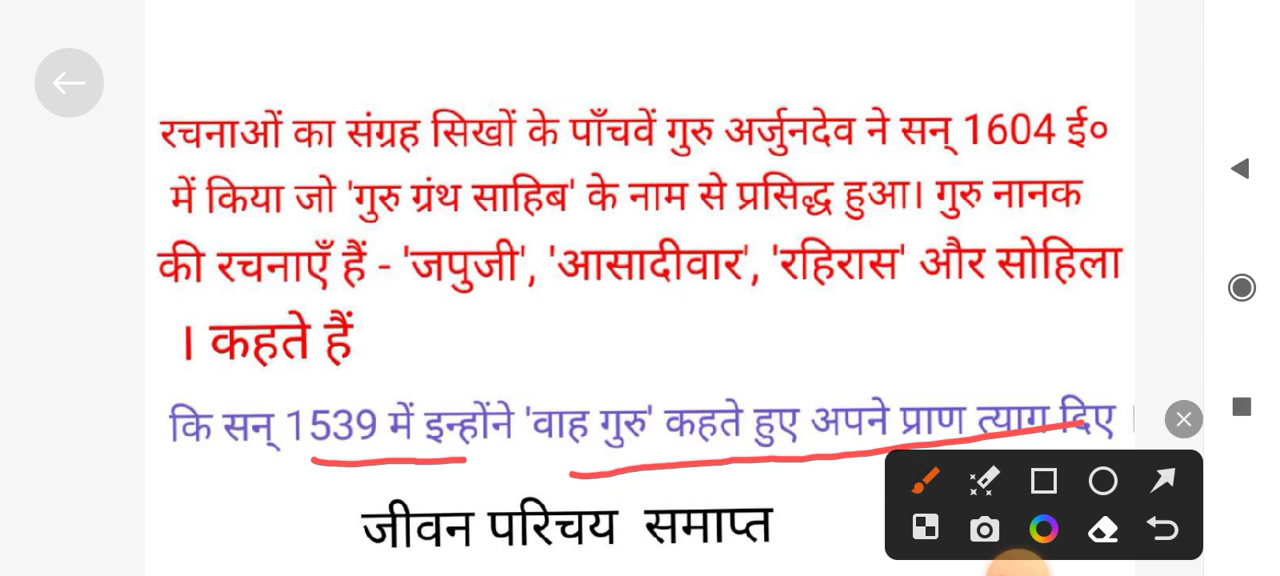 रचनाओं का संग्रह सिखों के पाँचवें गुरु अर्जुनदेव ने सन् 1604 ई०
में किया जो 'गुरु ग्रंथ साहिब' के नाम से प्रसिद्ध हुआ। गुरु नानक
की रचनाएँ हैं - 'जपुजी', 'आसादीवार', 'रहिरास' और सोहिला
। कहते हैं
कि सन् 1539 में इन्होंने 'वाह गुरु' कहते हुए अपने प्राण त्याग दिए ।
जीवन परिचय समाप्त